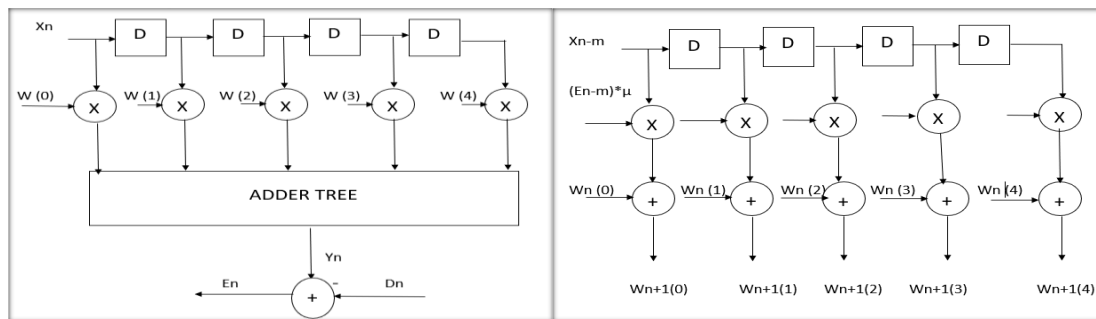 Xn
D D D D
W (0) W (1) W (2) W (3) W (4)
X X X X X
ADDER TREE
Yn
En - Dn
+
Xn-m
D D D D
(En-m)*μ
X X X X X
Wn (0) Wn (1) Wn (2) Wn (3) Wn (4)
+ + + + +
Wn+1(0) Wn+1(1) Wn+1(2) Wn+1(3) Wn+1(4)